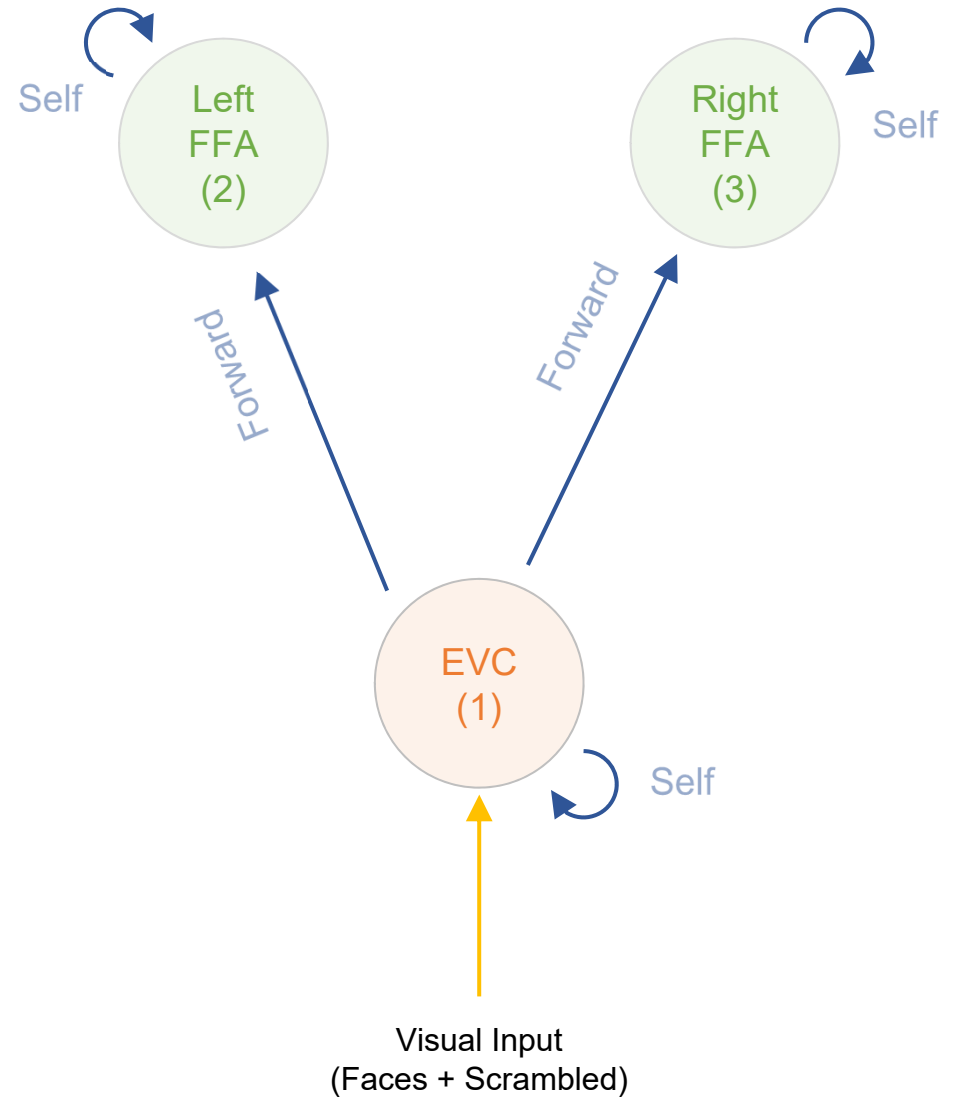 Self
Left
FFA
(2)
Right
FFA
(3)
Self
Forward
Forward
EVC
(1)
Self
Visual Input
(Faces + Scrambled)